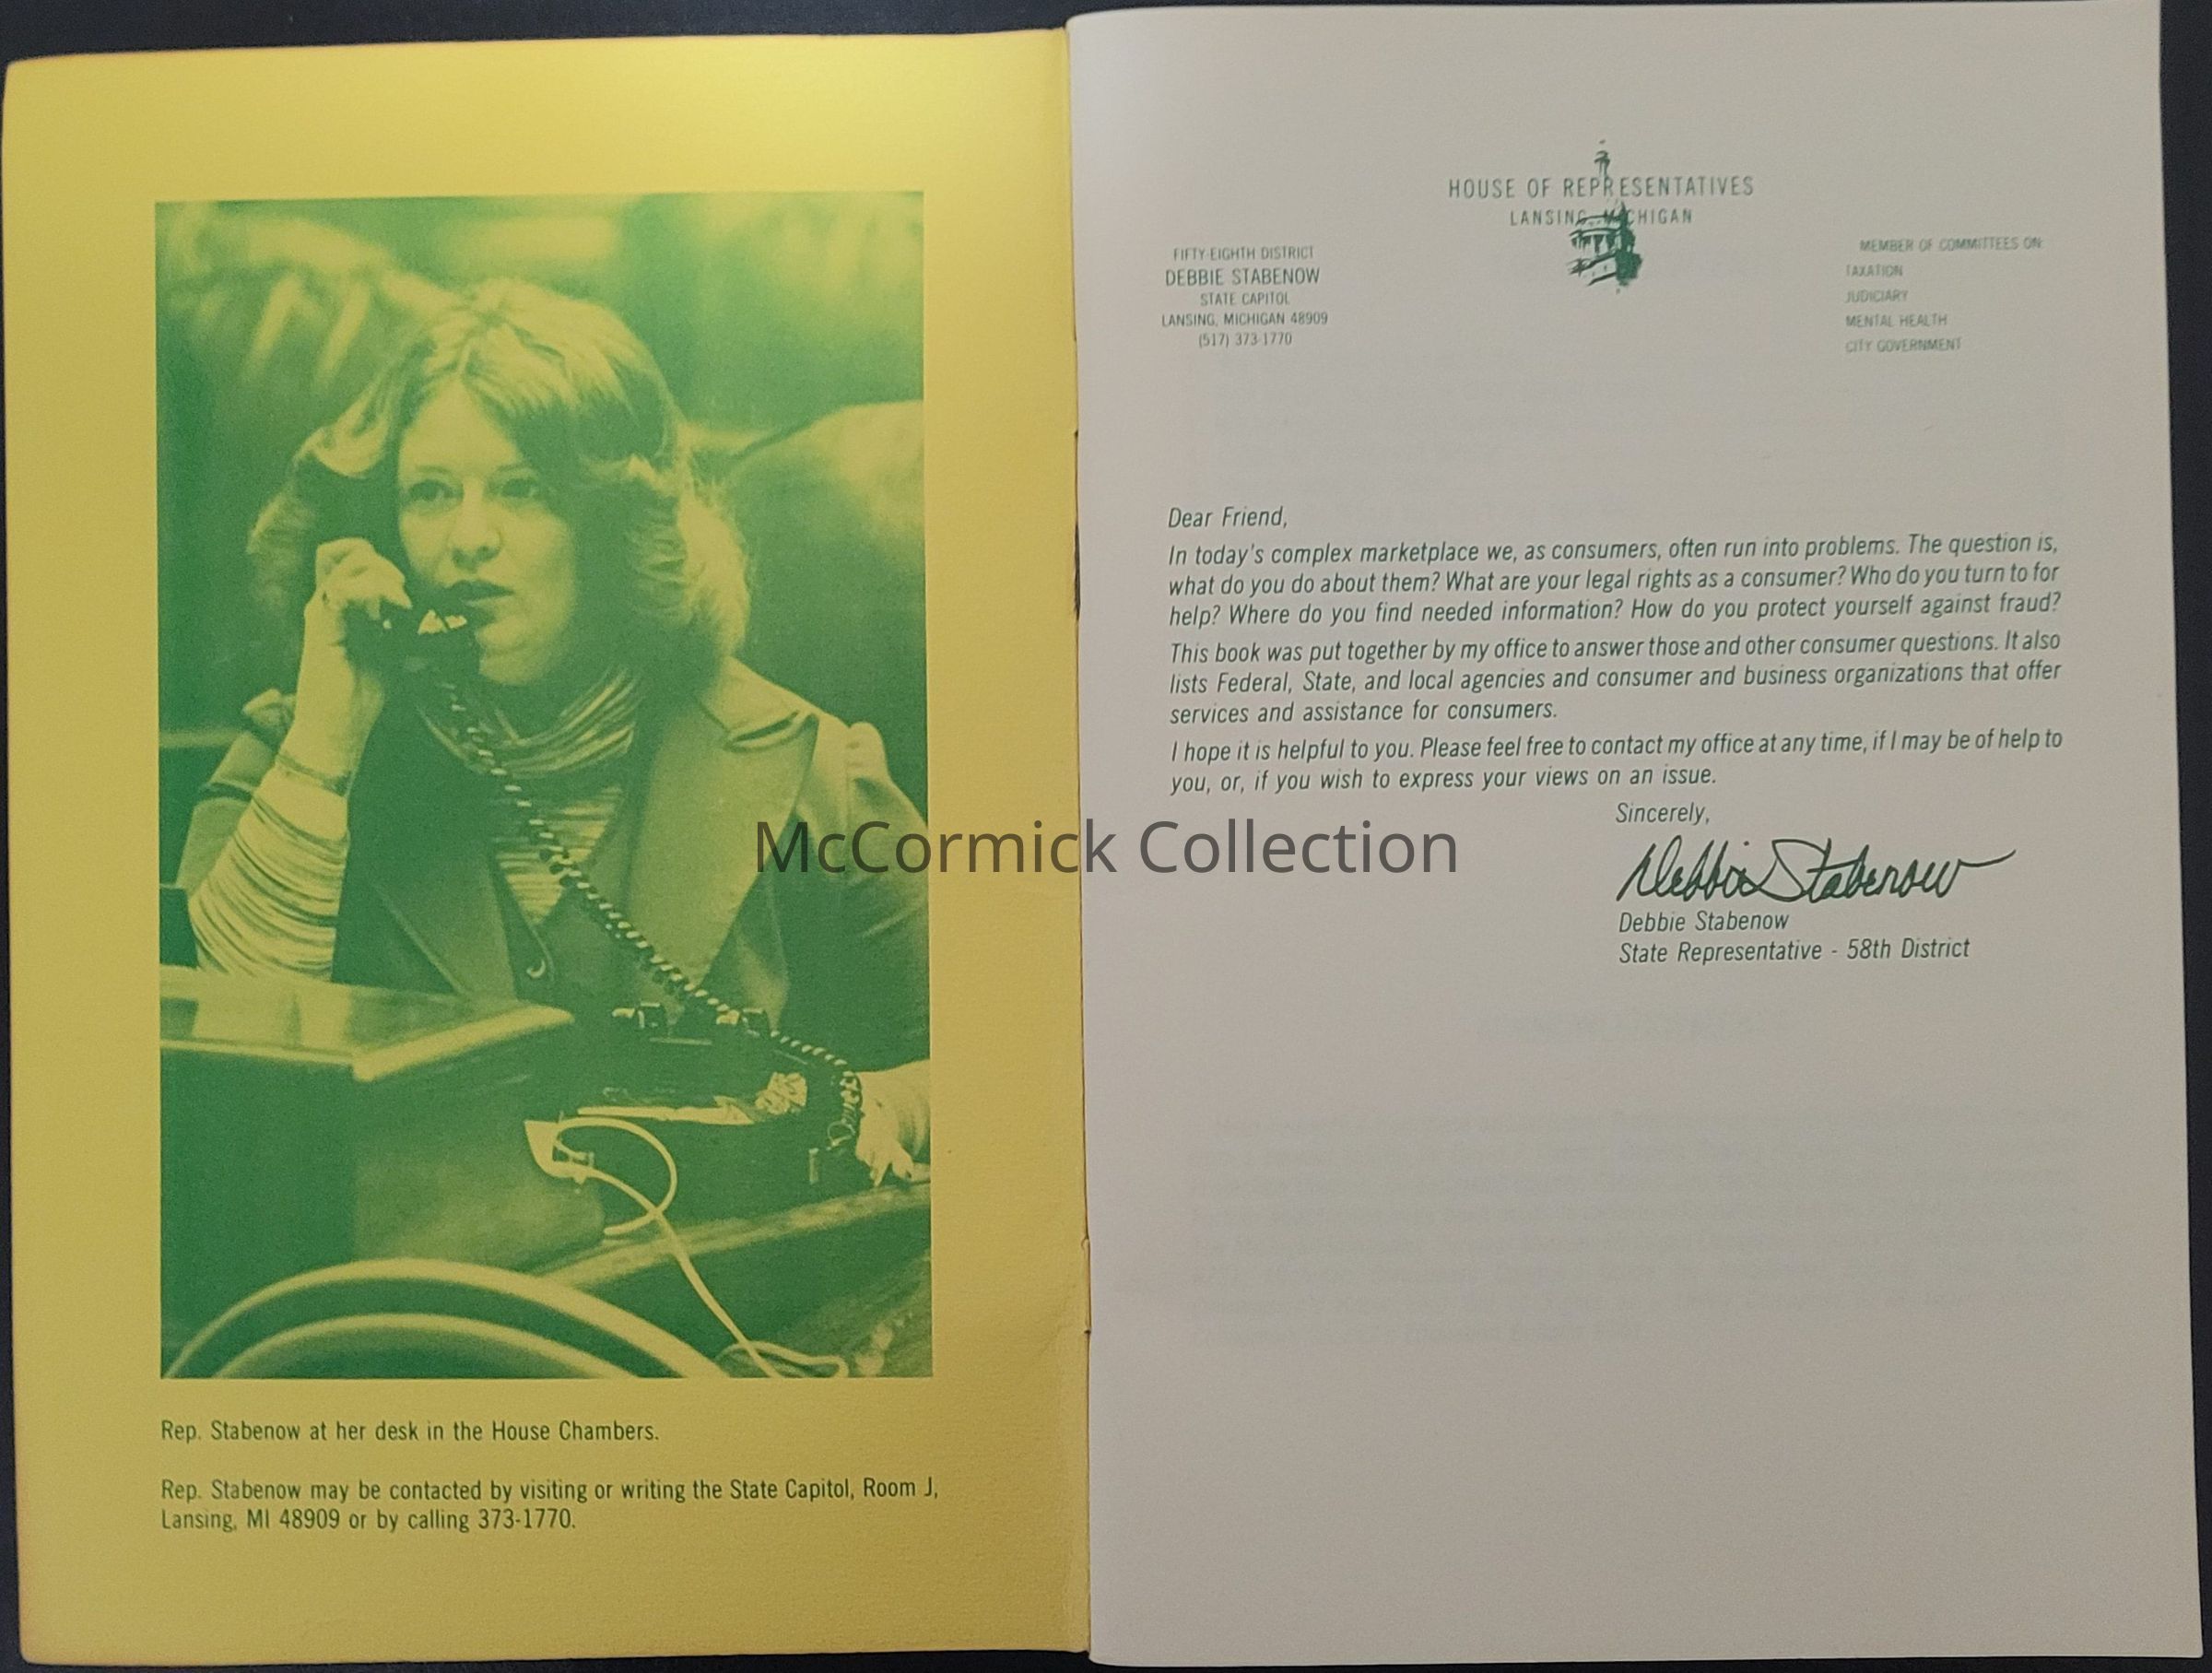 Rep. Stabenow at her desk in the House Chambers.
Rep. Stabenow may be contacted by visiting or writing the State Capitol, Room J,
Lansing, MI 48909 or by calling 373-1770.
HOUSE OF REPRESENTATIVES
LANSING, MICHIGAN
FIFTY-EIGHTH DISTRICT
DEBBIE STABENOW
STATE CAPITOL
LANSING, MICHIGAN 48909
(517) 373-1770
MEMBER OF COMMITTEES ON:
TAXATION
JUDICIARY
MENTAL HEALTH
CITY GOVERNMENT
Dear Friend,
In today's complex marketplace we, as consumers, often run into problems. The question is,
what do you do about them? What are your legal rights as a consumer? Who do you turn to for
help? Where do you find needed information? How do you protect yourself against fraud?
This book was put together by my office to answer those and other consumer questions. It also
lists Federal, State, and local agencies and consumer and business organizations that offer
services and assistance for consumers.
I hope it is helpful to you. Please feel free to contact my office at any time, if I may be of help to
you, or, if you wish to express your views on an issue.
Sincerely,
Debbie Stabenow
Debbie Stabenow
State Representative - 58th District
McCormick Collection